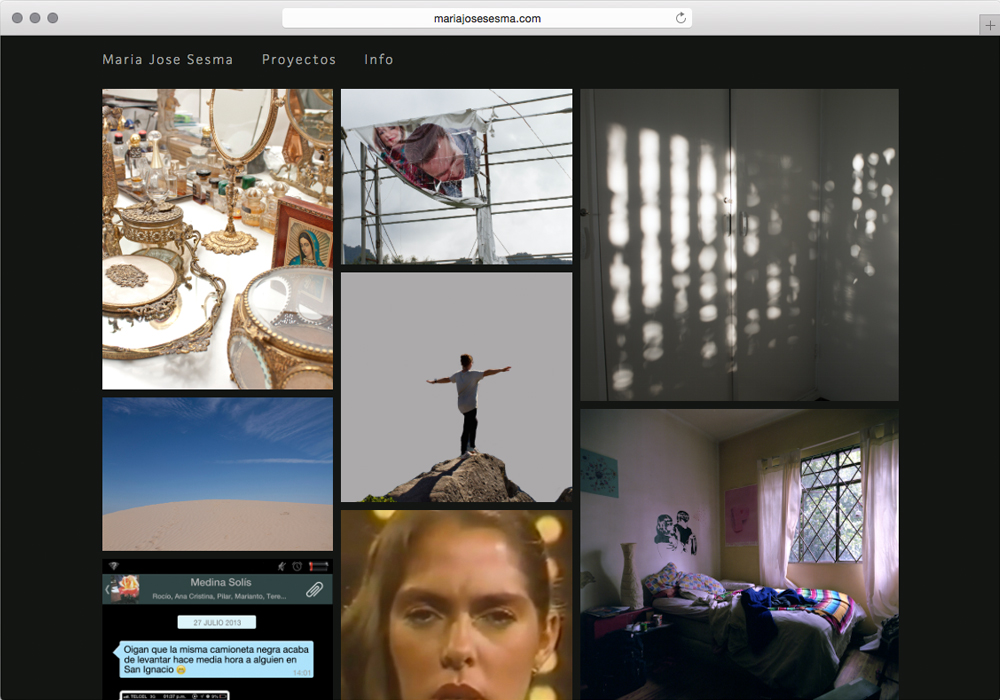 mariajosesesma.com
Maria Jose Sesma Proyectos Info
Medina Solís
Rocío, Ana Cristina, Pilar, Marianto, Tere...
27 JULIO 2013
Oigan que la misma camioneta negra acaba
de levantar hace media hora a alguien en
San Ignacio
14:01
TELCEL 3G 01:07 p.m.